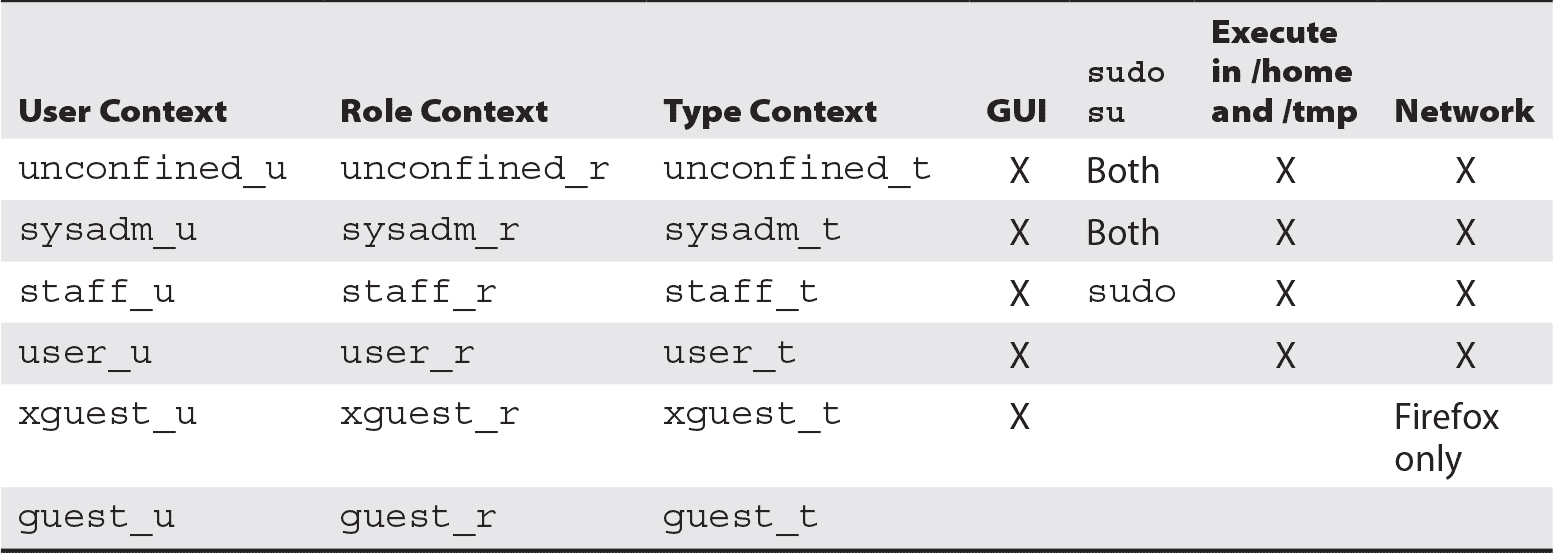 User Context Role Context Type Context GUI sudo su Execute in /home and /tmp Network
unconfined_u unconfined_r unconfined_t X Both X X
sysadm_u sysadm_r sysadm_t X Both X X
staff_u staff_r staff_t X sudo X X
user_u user_r user_t X X X
xguest_u xguest_r xguest_t X Firefox only
guest_u guest_r guest_t